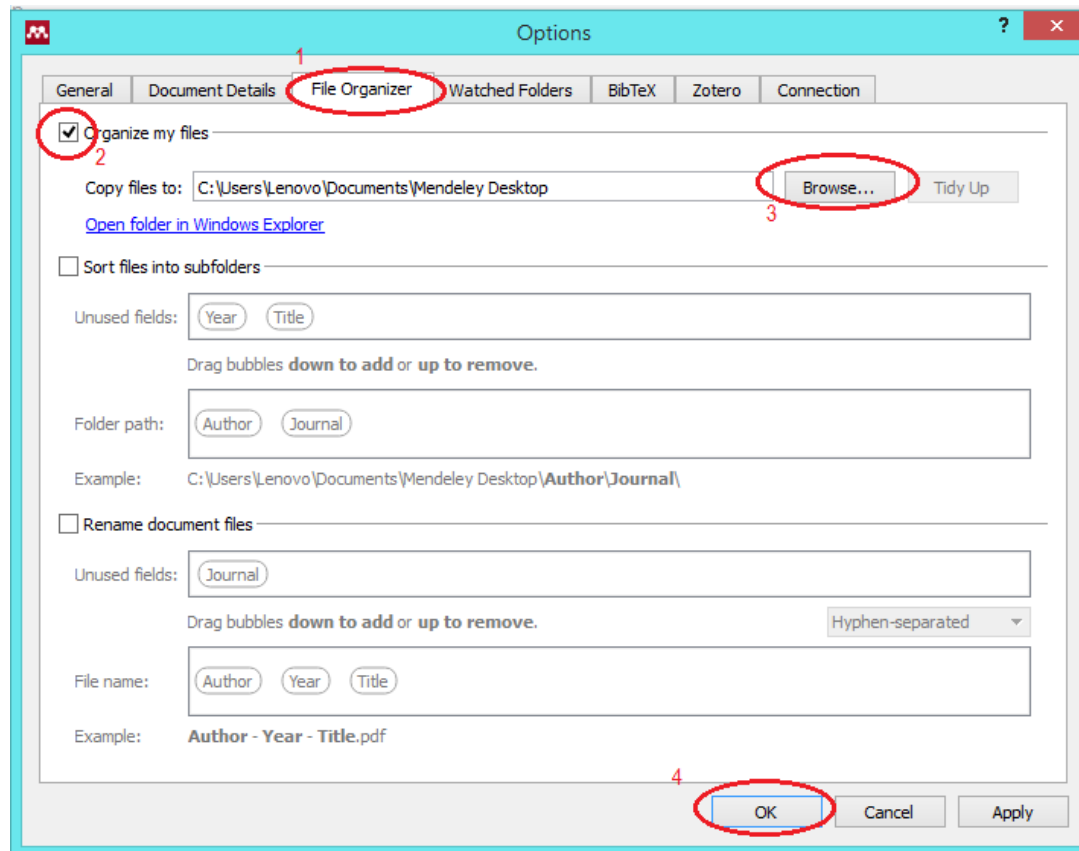 Options
?
1
General Document Details File Organizer Watched Folders BibTeX Zotero Connection
Organize my files
2
Copy files to: C:\Users\Lenovo\Documents\Mendeley Desktop Browse... Tidy Up
3
Open folder in Windows Explorer
Sort files into subfolders
Unused fields: Year Title
Drag bubbles down to add or up to remove.
Folder path: Author Journal
Example: C:\Users\Lenovo\Documents\Mendeley Desktop\Author\Journal\
Rename document files
Unused fields: Journal
Drag bubbles down to add or up to remove. Hyphen-separated
File name: Author Year Title
Example: Author - Year - Title.pdf
4
OK Cancel Apply